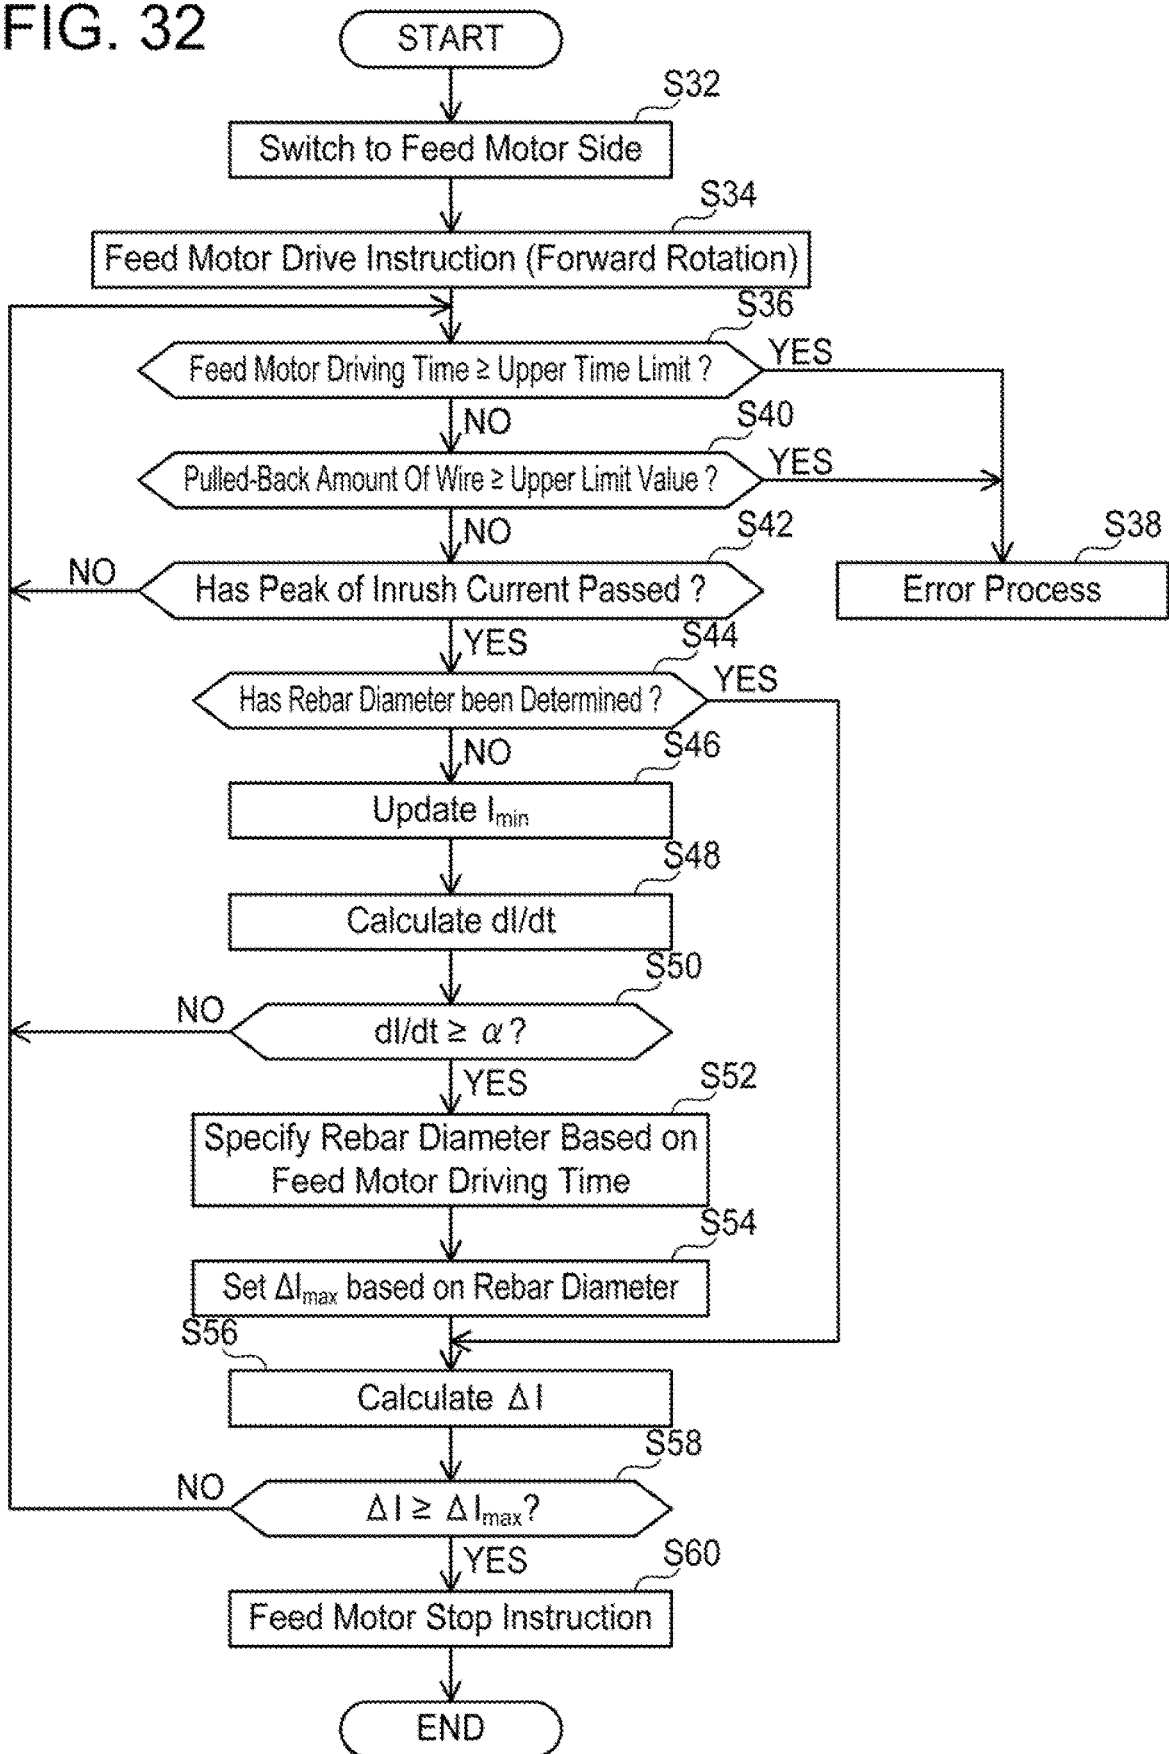 FIG. 32
START
S32
Switch to Feed Motor Side
S34
Feed Motor Drive Instruction (Forward Rotation)
S36
Feed Motor Driving Time ≥ Upper Time Limit ?
YES
NO
S40
Pulled-Back Amount Of Wire ≥ Upper Limit Value ?
YES
NO
S42
Has Peak of Inrush Current Passed ?
NO
YES
S38
Error Process
S44
Has Rebar Diameter been Determined ?
YES
NO
S46
Update Imin
S48
Calculate dI/dt
S50
dI/dt ≥ α ?
NO
YES
S52
Specify Rebar Diameter Based on
Feed Motor Driving Time
S54
Set ΔImax based on Rebar Diameter
S56
Calculate ΔI
S58
ΔI ≥ ΔImax?
NO
YES
S60
Feed Motor Stop Instruction
END